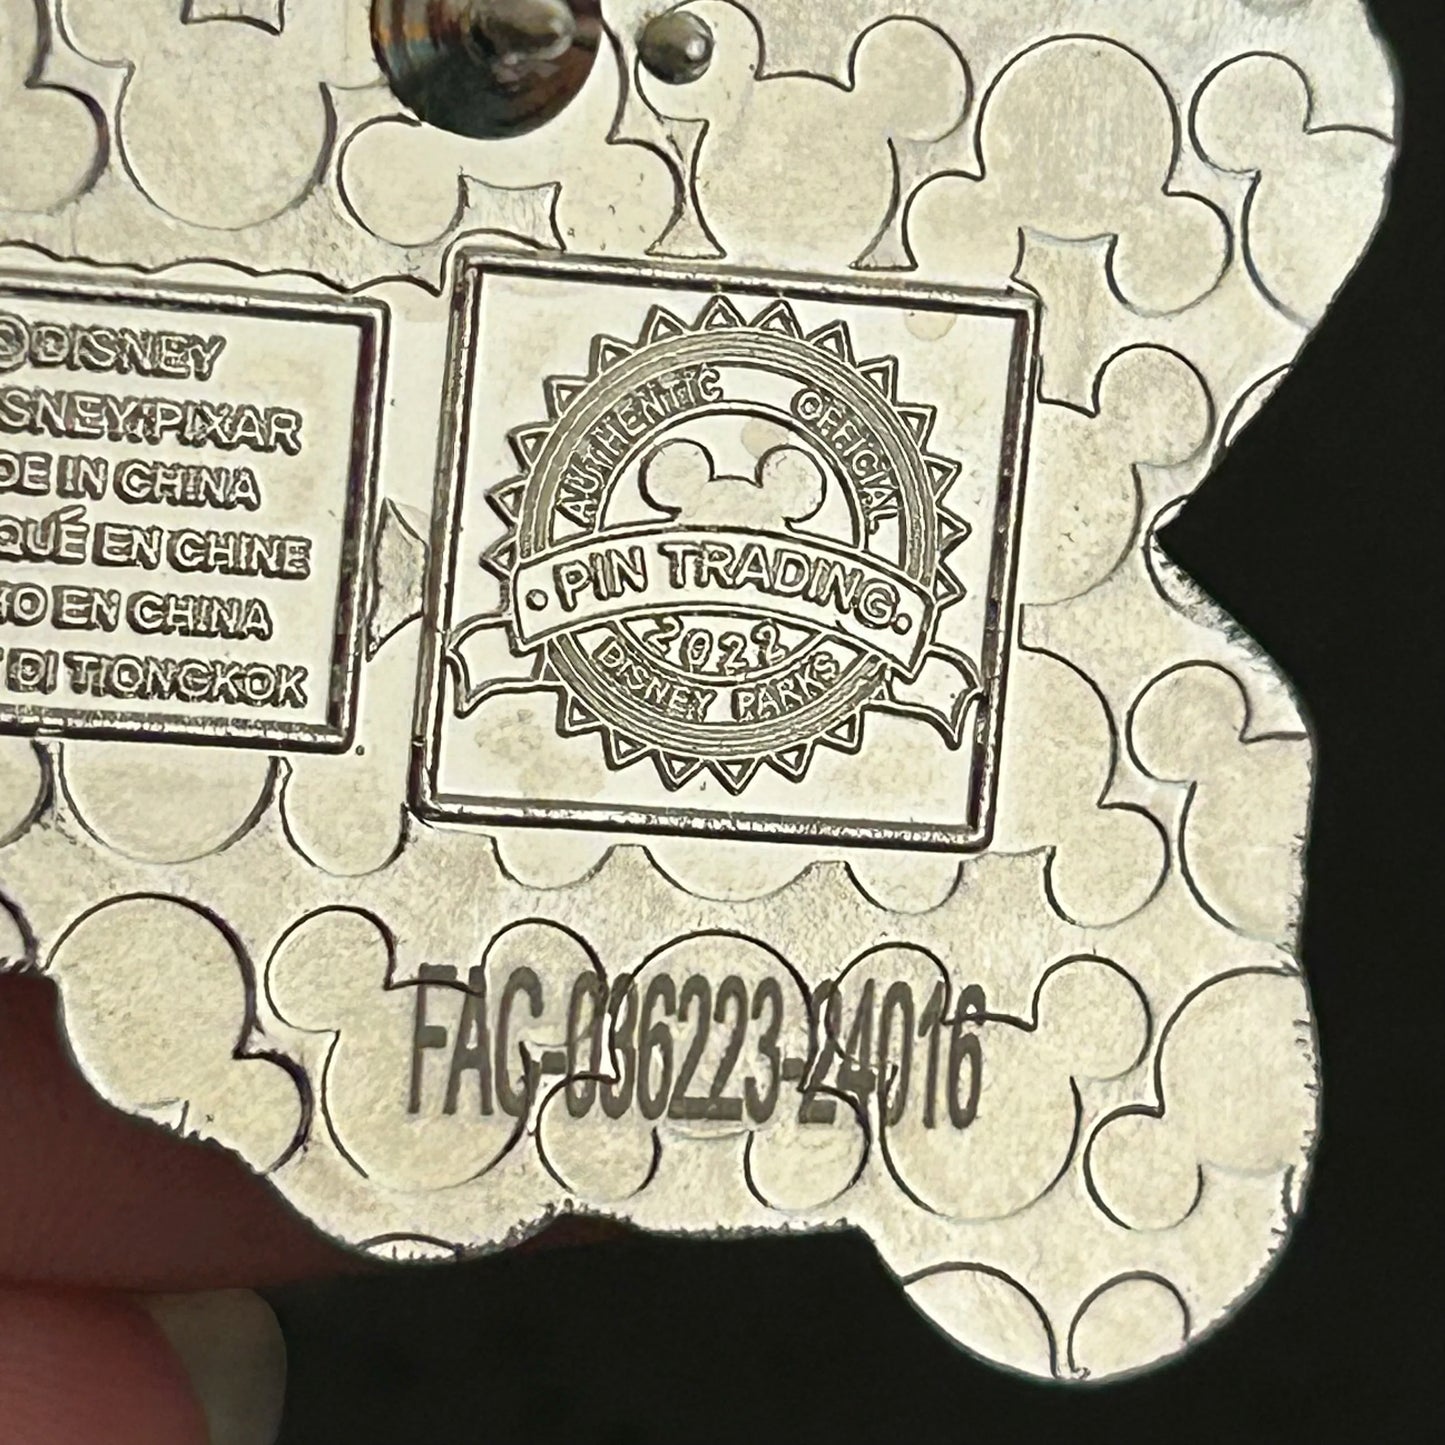 ©DISNEY
SNEY/PIXAR
DE IN CHINA
QUÉ EN CHINE
HO EN CHINA
T DI TIONGKOK
AUTHENTIC OFFICIAL
· PIN TRADING ·
2022
DISNEY PARKS
FAC-036223-24016